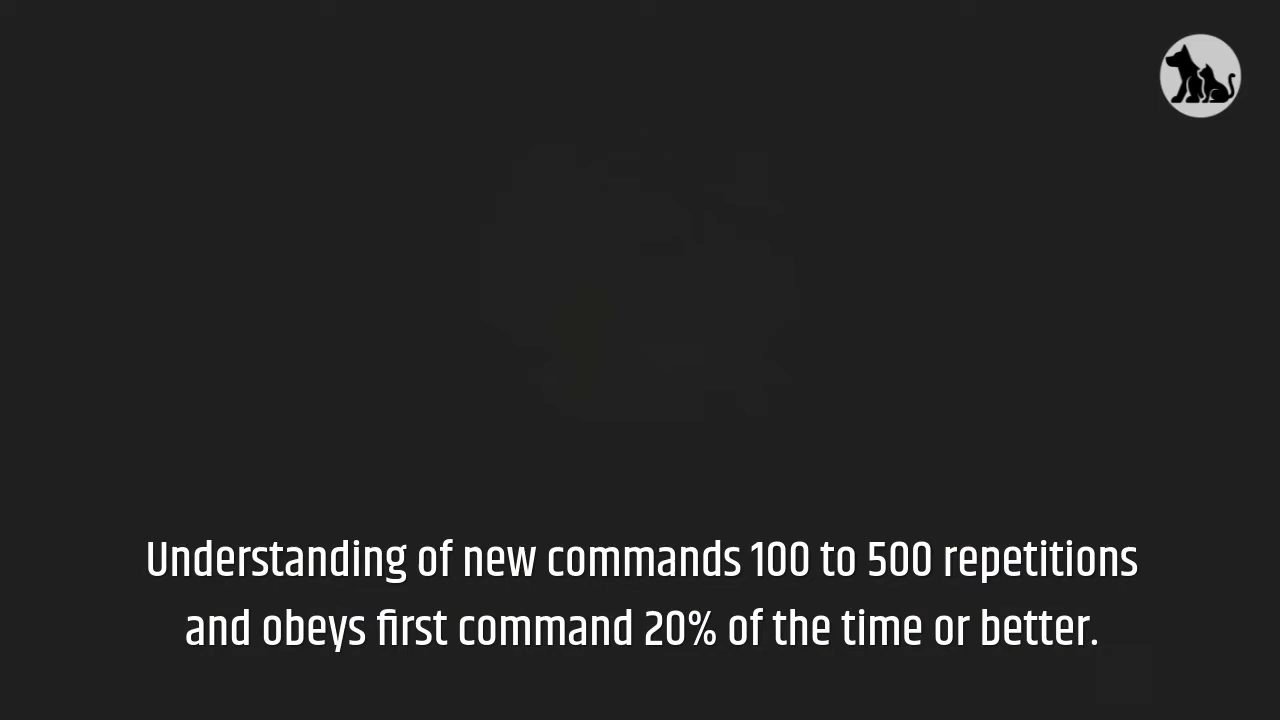 Understanding of new commands 100 to 500 repetitions
and obeys first command 20% of the time or better.